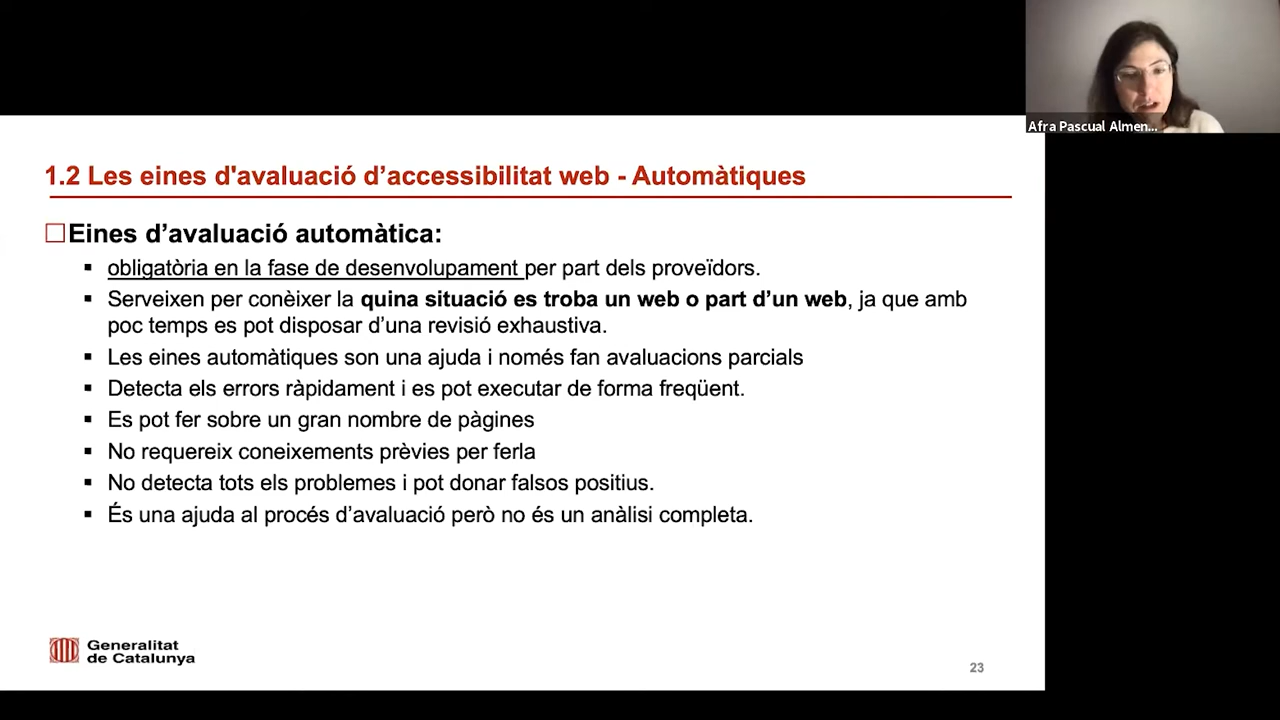 Afra Pascual Almen...
1.2 Les eines d'avaluació d’accessibilitat web - Automàtiques
Eines d’avaluació automàtica:
obligatòria en la fase de desenvolupament per part dels proveïdors.
Serveixen per conèixer la quina situació es troba un web o part d’un web, ja que amb
poc temps es pot disposar d’una revisió exhaustiva.
Les eines automàtiques son una ajuda i només fan avaluacions parcials
Detecta els errors ràpidament i es pot executar de forma freqüent.
Es pot fer sobre un gran nombre de pàgines
No requereix coneixements prèvies per ferla
No detecta tots els problemes i pot donar falsos positius.
És una ajuda al procés d’avaluació però no és un anàlisi completa.
Generalitat
de Catalunya
23